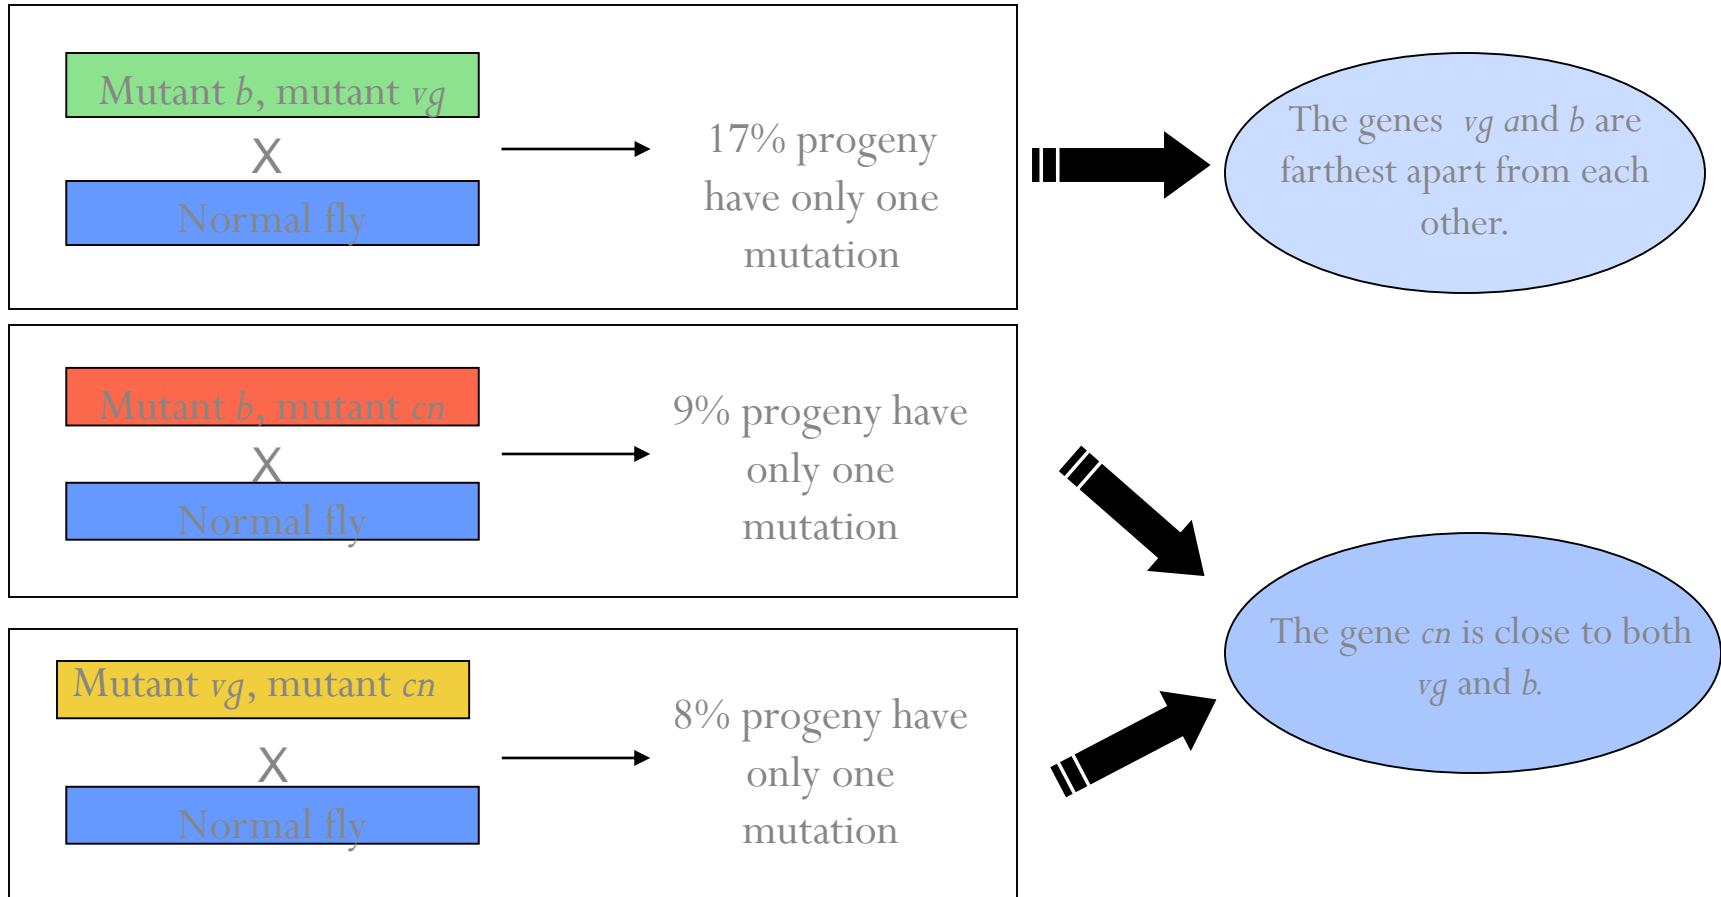 Mutant b, mutant vg
X
Normal fly
17% progeny
have only one
mutation
The genes vg and b are
farthest apart from each
other.
Mutant b, mutant cn
X
Normal fly
9% progeny have
only one
mutation
Mutant vg, mutant cn
X
Normal fly
8% progeny have
only one
mutation
The gene cn is close to both
vg and b.